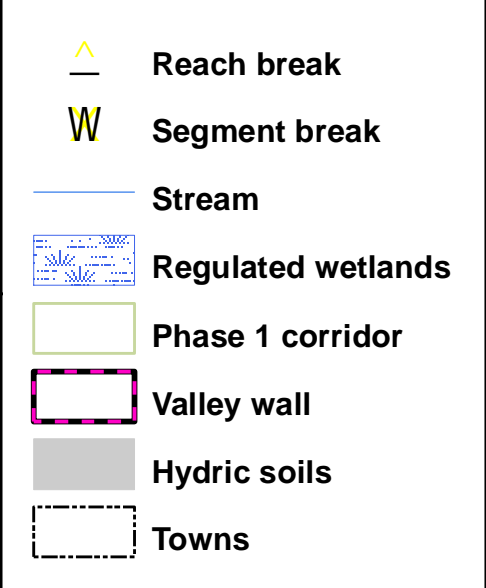 Reach break
Segment break
Stream
Regulated wetlands
Phase 1 corridor
Valley wall
Hydric soils
Towns